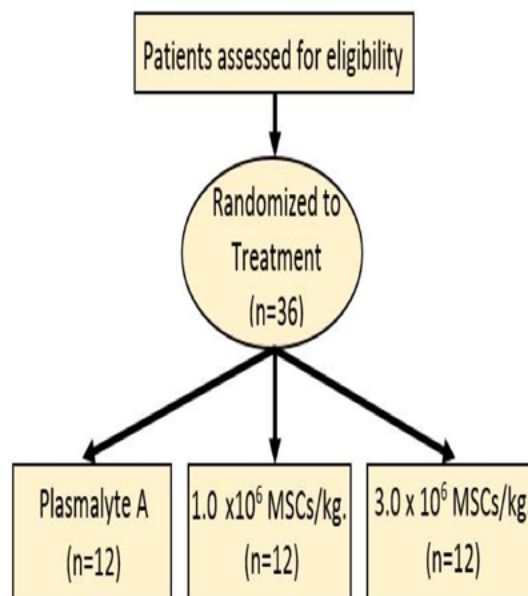 Patients assessed for eligibility
Randomized to
Treatment
(n=36)
Plasmalyte A
(n=12)
1.0 x10⁶ MSCs/kg.
(n=12)
3.0 x 10⁶ MSCs/kg
(n=12)